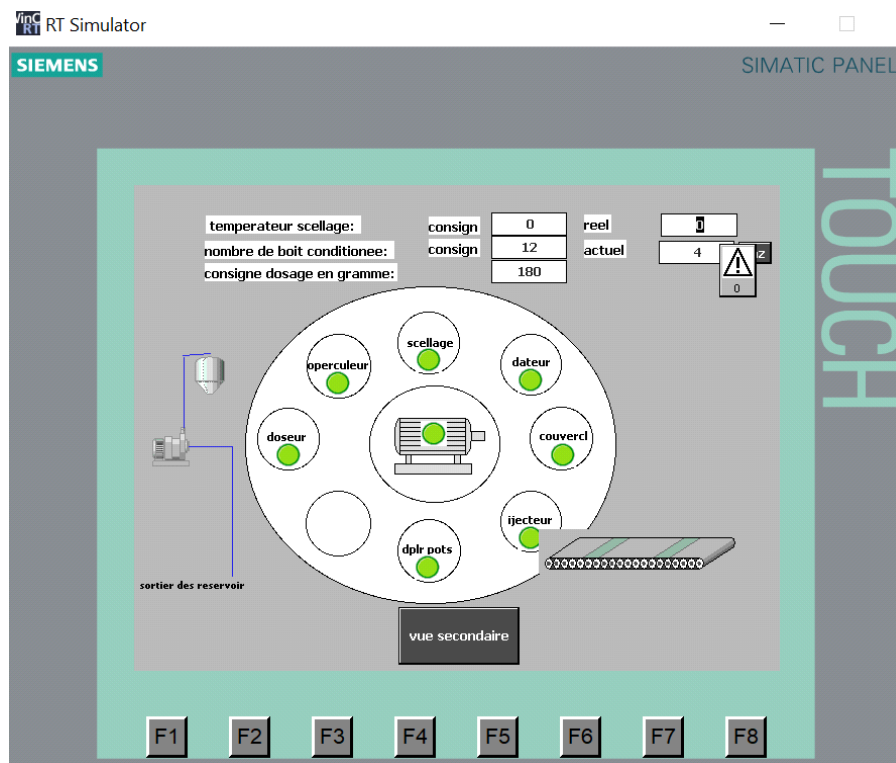 WinCC RT RT Simulator
SIEMENS
SIMATIC PANEL
TOUCH
temperateur scellage: consign 0 reel 0
nombre de boit conditionee: consign 12 actuel 4
consigne dosage en gramme: 180
0
scellage
operculeur
dateur
doseur
couvercl
ijecteur
dplr pots
sortier des reservoir
vue secondaire
F1 F2 F3 F4 F5 F6 F7 F8